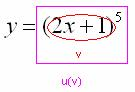 y = (2x+1)⁵
v
u(v)